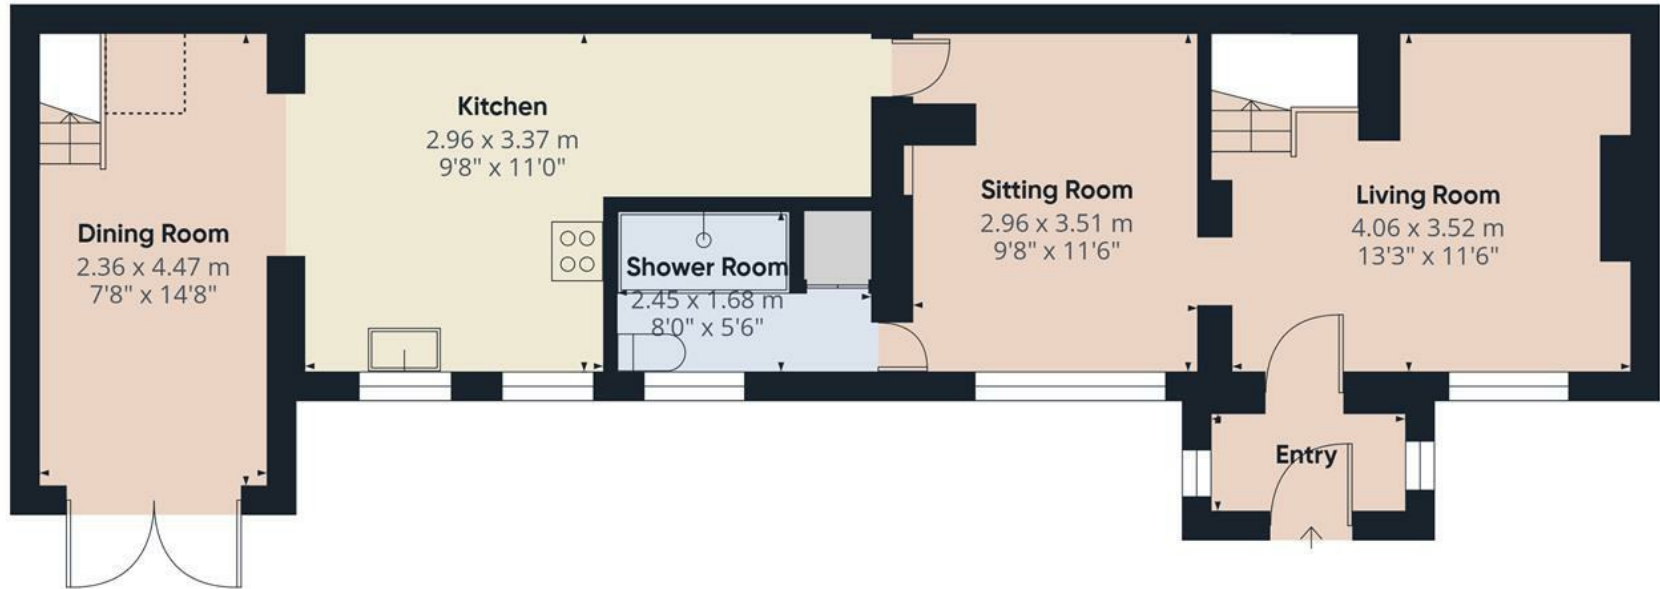 Dining Room
2.36 x 4.47 m
7'8" x 14'8"
Kitchen
2.96 x 3.37 m
9'8" x 11'0"
Shower Room
2.45 x 1.68 m
8'0" x 5'6"
Sitting Room
2.96 x 3.51 m
9'8" x 11'6"
Living Room
4.06 x 3.52 m
13'3" x 11'6"
Entry